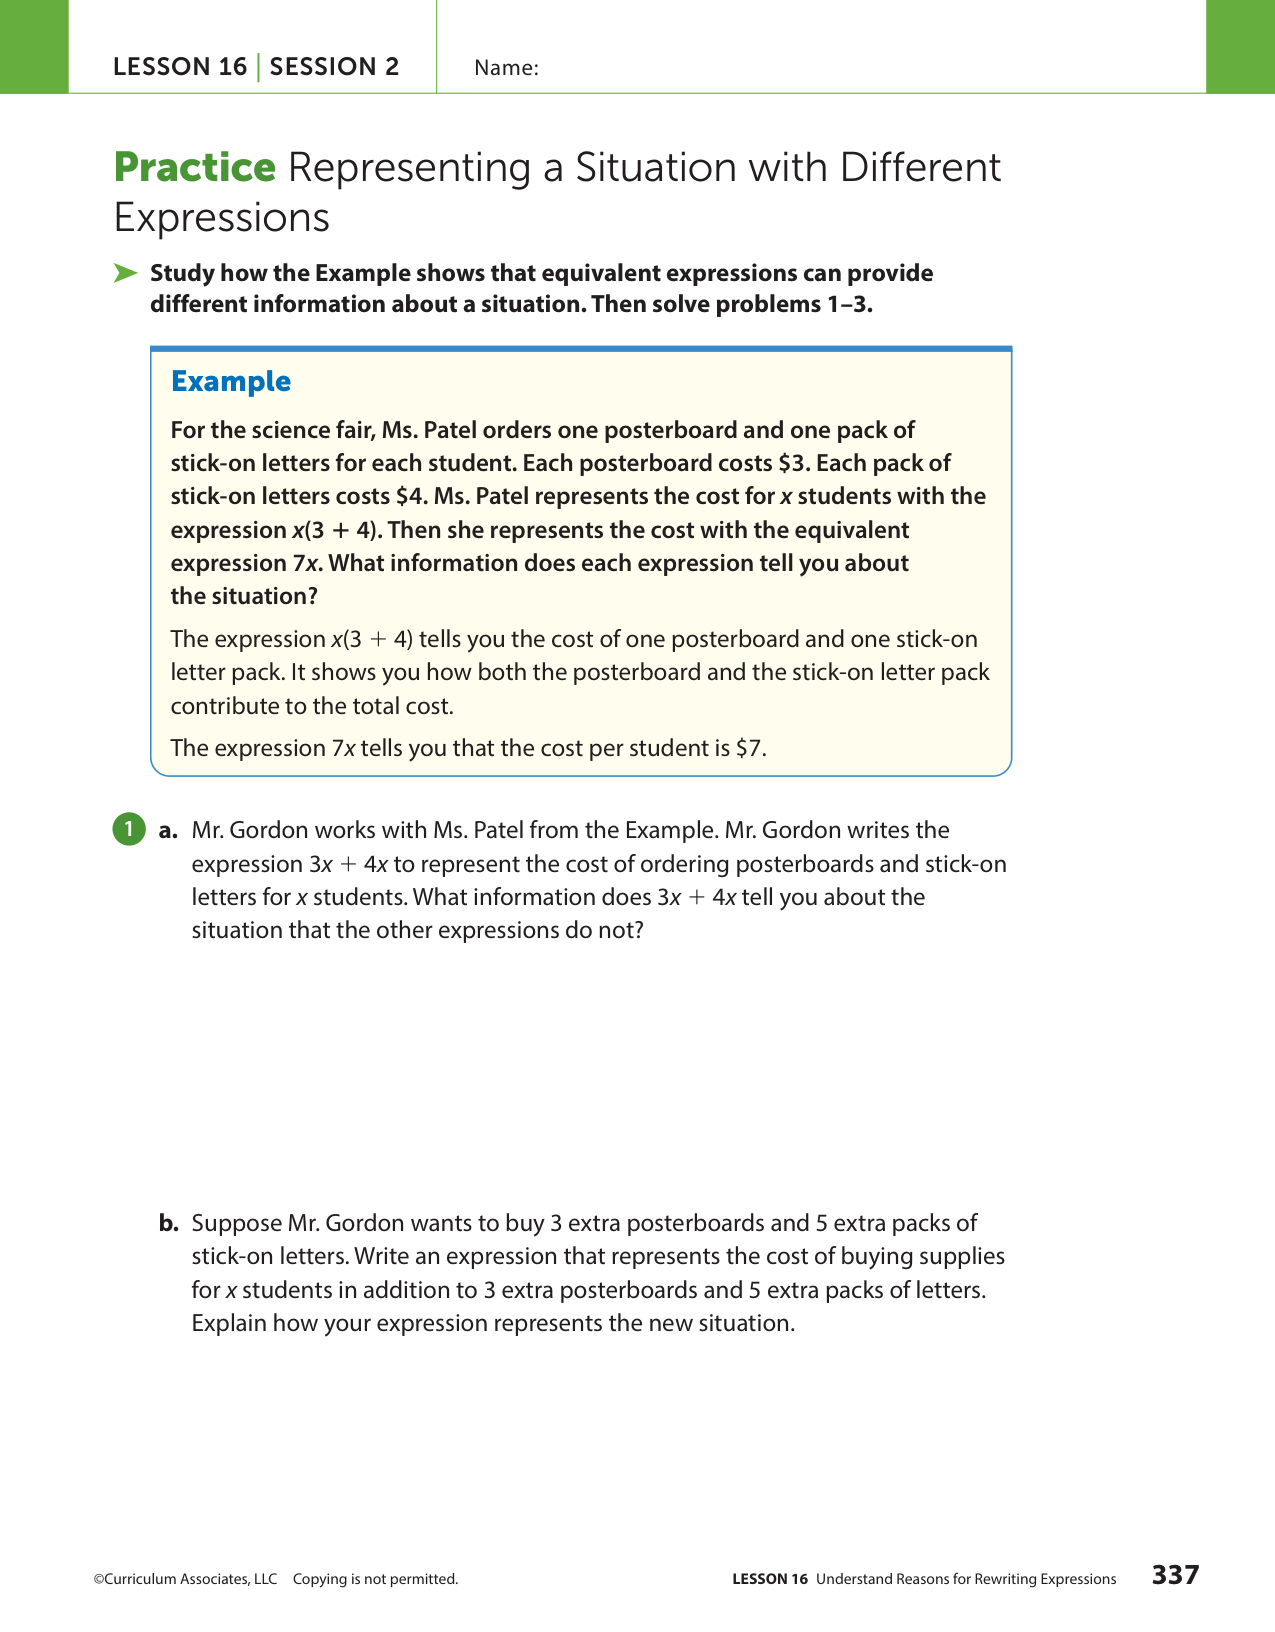 LESSON 16 | SESSION 2
Name:
Practice Representing a Situation with Different
Expressions
Study how the Example shows that equivalent expressions can provide
different information about a situation. Then solve problems 1–3.
Example
For the science fair, Ms. Patel orders one posterboard and one pack of
stick-on letters for each student. Each posterboard costs $3. Each pack of
stick-on letters costs $4. Ms. Patel represents the cost for x students with the
expression x(3 + 4). Then she represents the cost with the equivalent
expression 7x. What information does each expression tell you about
the situation?
The expression x(3 + 4) tells you the cost of one posterboard and one stick-on
letter pack. It shows you how both the posterboard and the stick-on letter pack
contribute to the total cost.
The expression 7x tells you that the cost per student is $7.
1 a. Mr. Gordon works with Ms. Patel from the Example. Mr. Gordon writes the
expression 3x + 4x to represent the cost of ordering posterboards and stick-on
letters for x students. What information does 3x + 4x tell you about the
situation that the other expressions do not?
b. Suppose Mr. Gordon wants to buy 3 extra posterboards and 5 extra packs of
stick-on letters. Write an expression that represents the cost of buying supplies
for x students in addition to 3 extra posterboards and 5 extra packs of letters.
Explain how your expression represents the new situation.
©Curriculum Associates, LLC Copying is not permitted.
LESSON 16 Understand Reasons for Rewriting Expressions 337